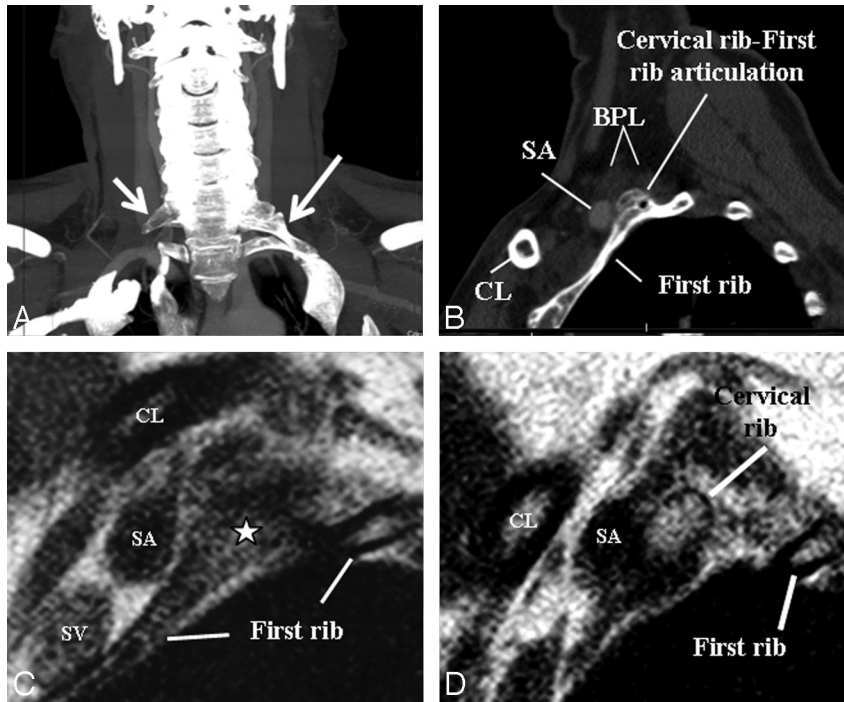 A
Cervical rib-First
rib articulation
BPL
SA
CL
First rib
B
CL
SA
SV
First rib
C
Cervical
rib
CL
SA
First rib
D